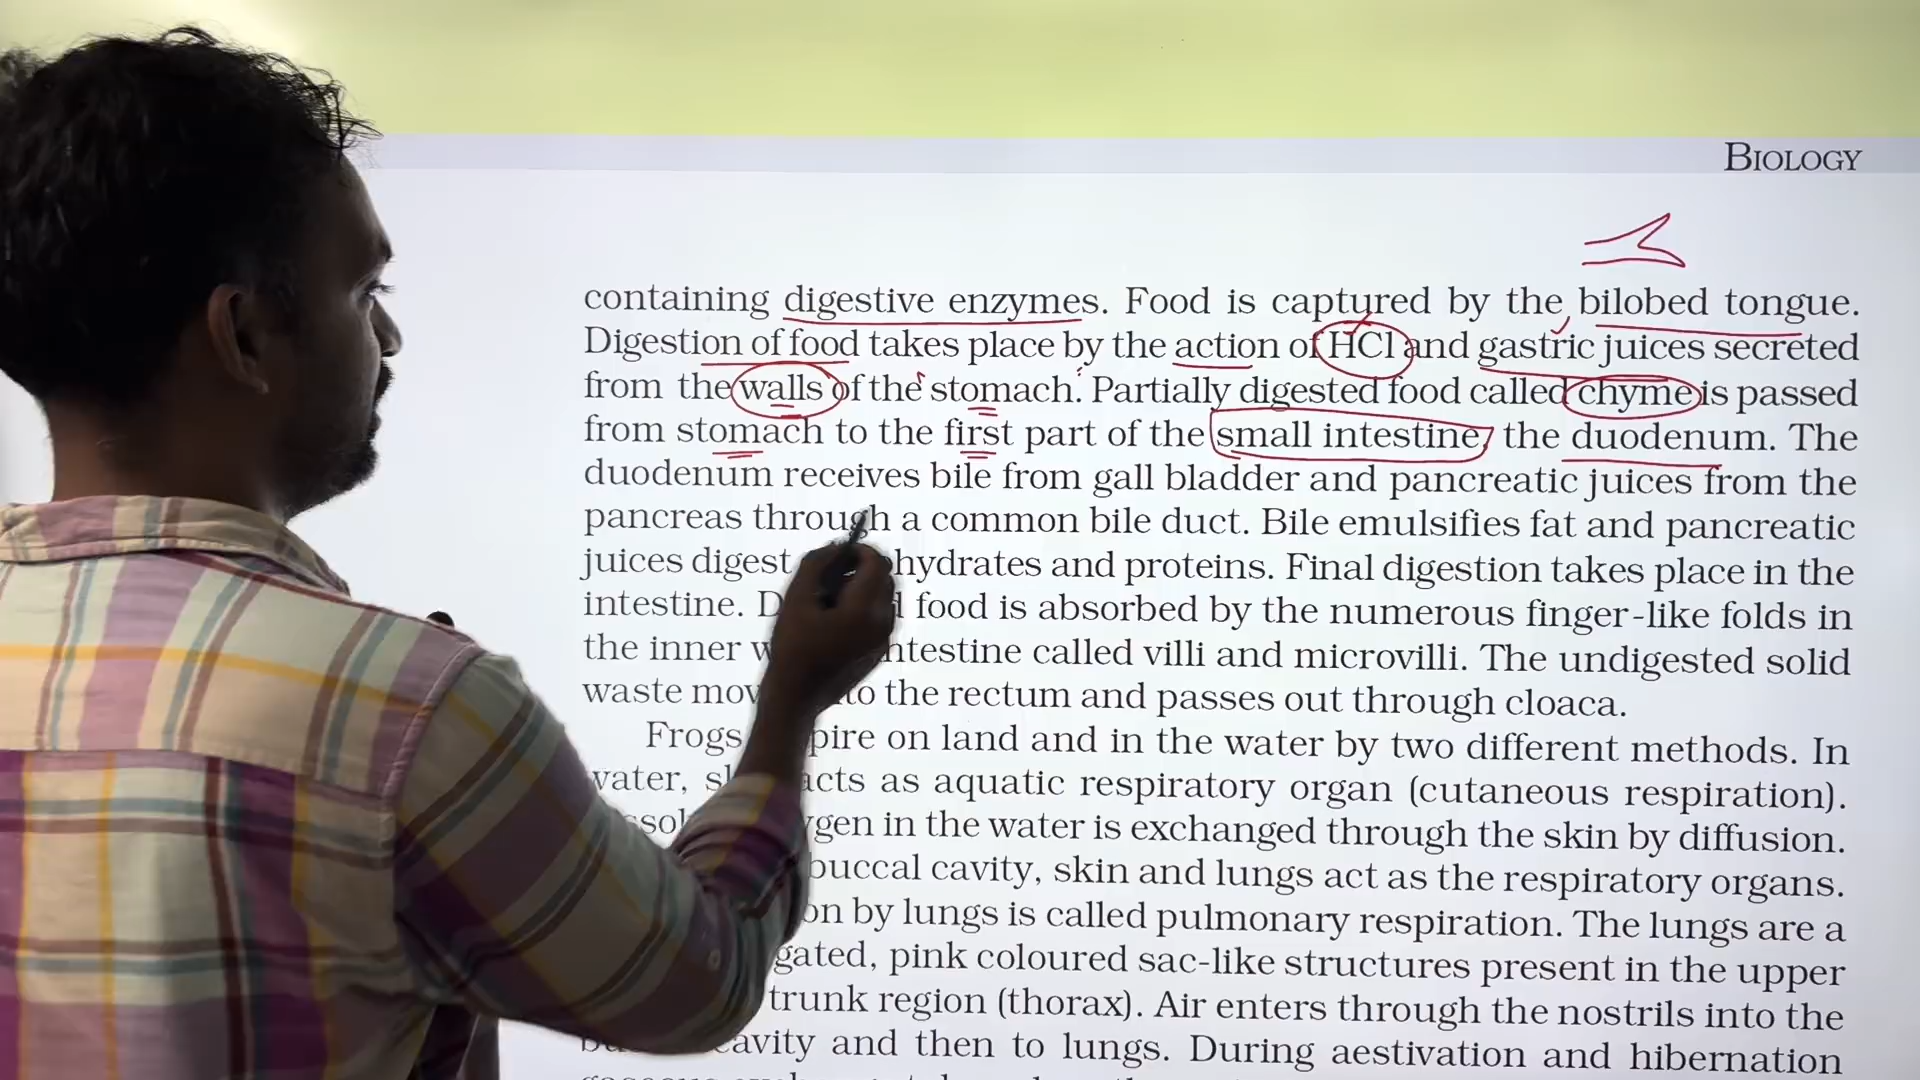 BIOLOGY
containing digestive enzymes. Food is captured by the bilobed tongue.
Digestion of food takes place by the action of HCl and gastric juices secreted
from the walls of the stomach. Partially digested food called chyme is passed
from stomach to the first part of the small intestine, the duodenum. The
duodenum receives bile from gall bladder and pancreatic juices from the
pancreas through a common bile duct. Bile emulsifies fat and pancreatic
juices digest hydrates and proteins. Final digestion takes place in the
intestine. food is absorbed by the numerous finger-like folds in
the inner intestine called villi and microvilli. The undigested solid
waste to the rectum and passes out through cloaca.
Frogs on land and in the water by two different methods. In
water, acts as aquatic respiratory organ (cutaneous respiration).
in the water is exchanged through the skin by diffusion.
buccal cavity, skin and lungs act as the respiratory organs.
by lungs is called pulmonary respiration. The lungs are a
pink coloured sac-like structures present in the upper
trunk region (thorax). Air enters through the nostrils into the
cavity and then to lungs. During aestivation and hibernation